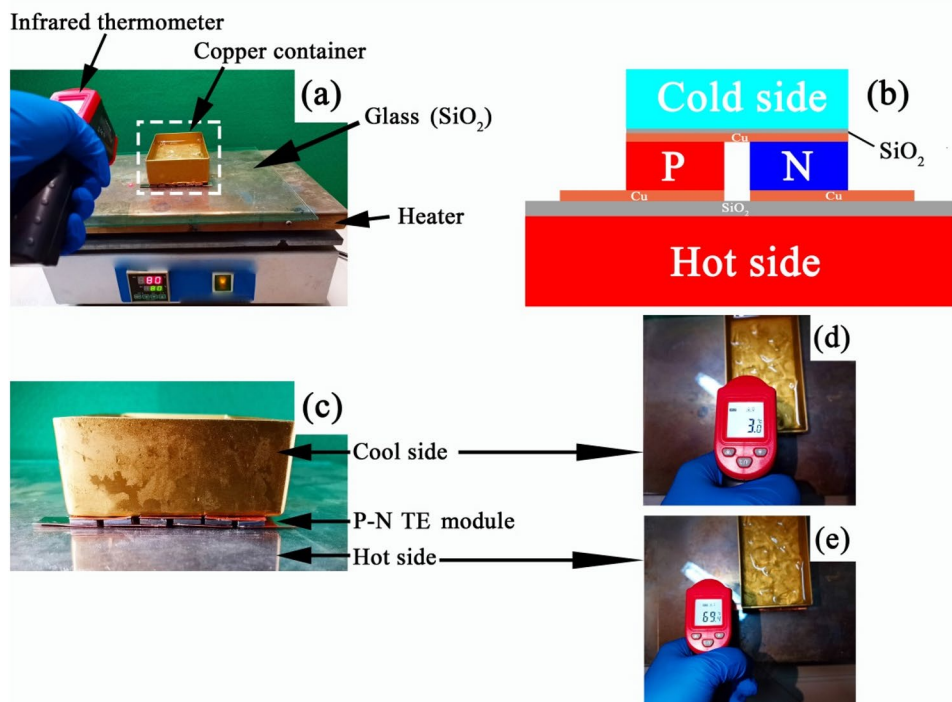 Infrared thermometer
Copper container
(a)
Glass (SiO₂)
Heater
80
80
(b)
Cold side
Cu
SiO₂
P
N
Cu
Cu
SiO₂
Hot side
(c)
Cool side
P-N TE module
Hot side
(d)
3.0
(e)
69.